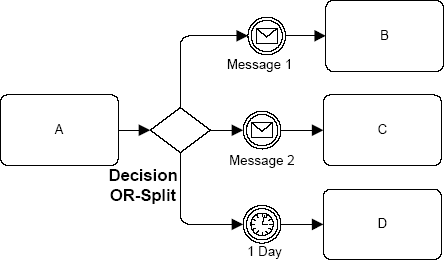 B
Message 1
A
C
Decision
OR-Split
Message 2
D
1 Day